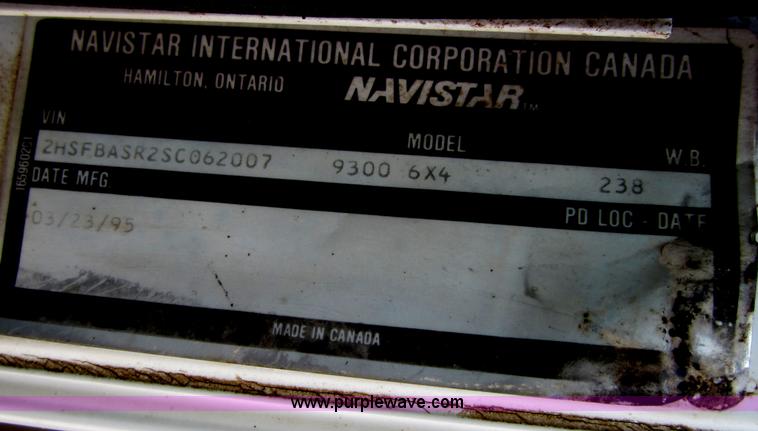 NAVISTAR INTERNATIONAL CORPORATION CANADA
HAMILTON, ONTARIO NAVISTAR TM
VIN MODEL W.B.
2HSFBASR2SC062007 9300 6X4 238
DATE MFG. PD LOC - DATE
03/23/95
MADE IN CANADA
www.purplewave.com